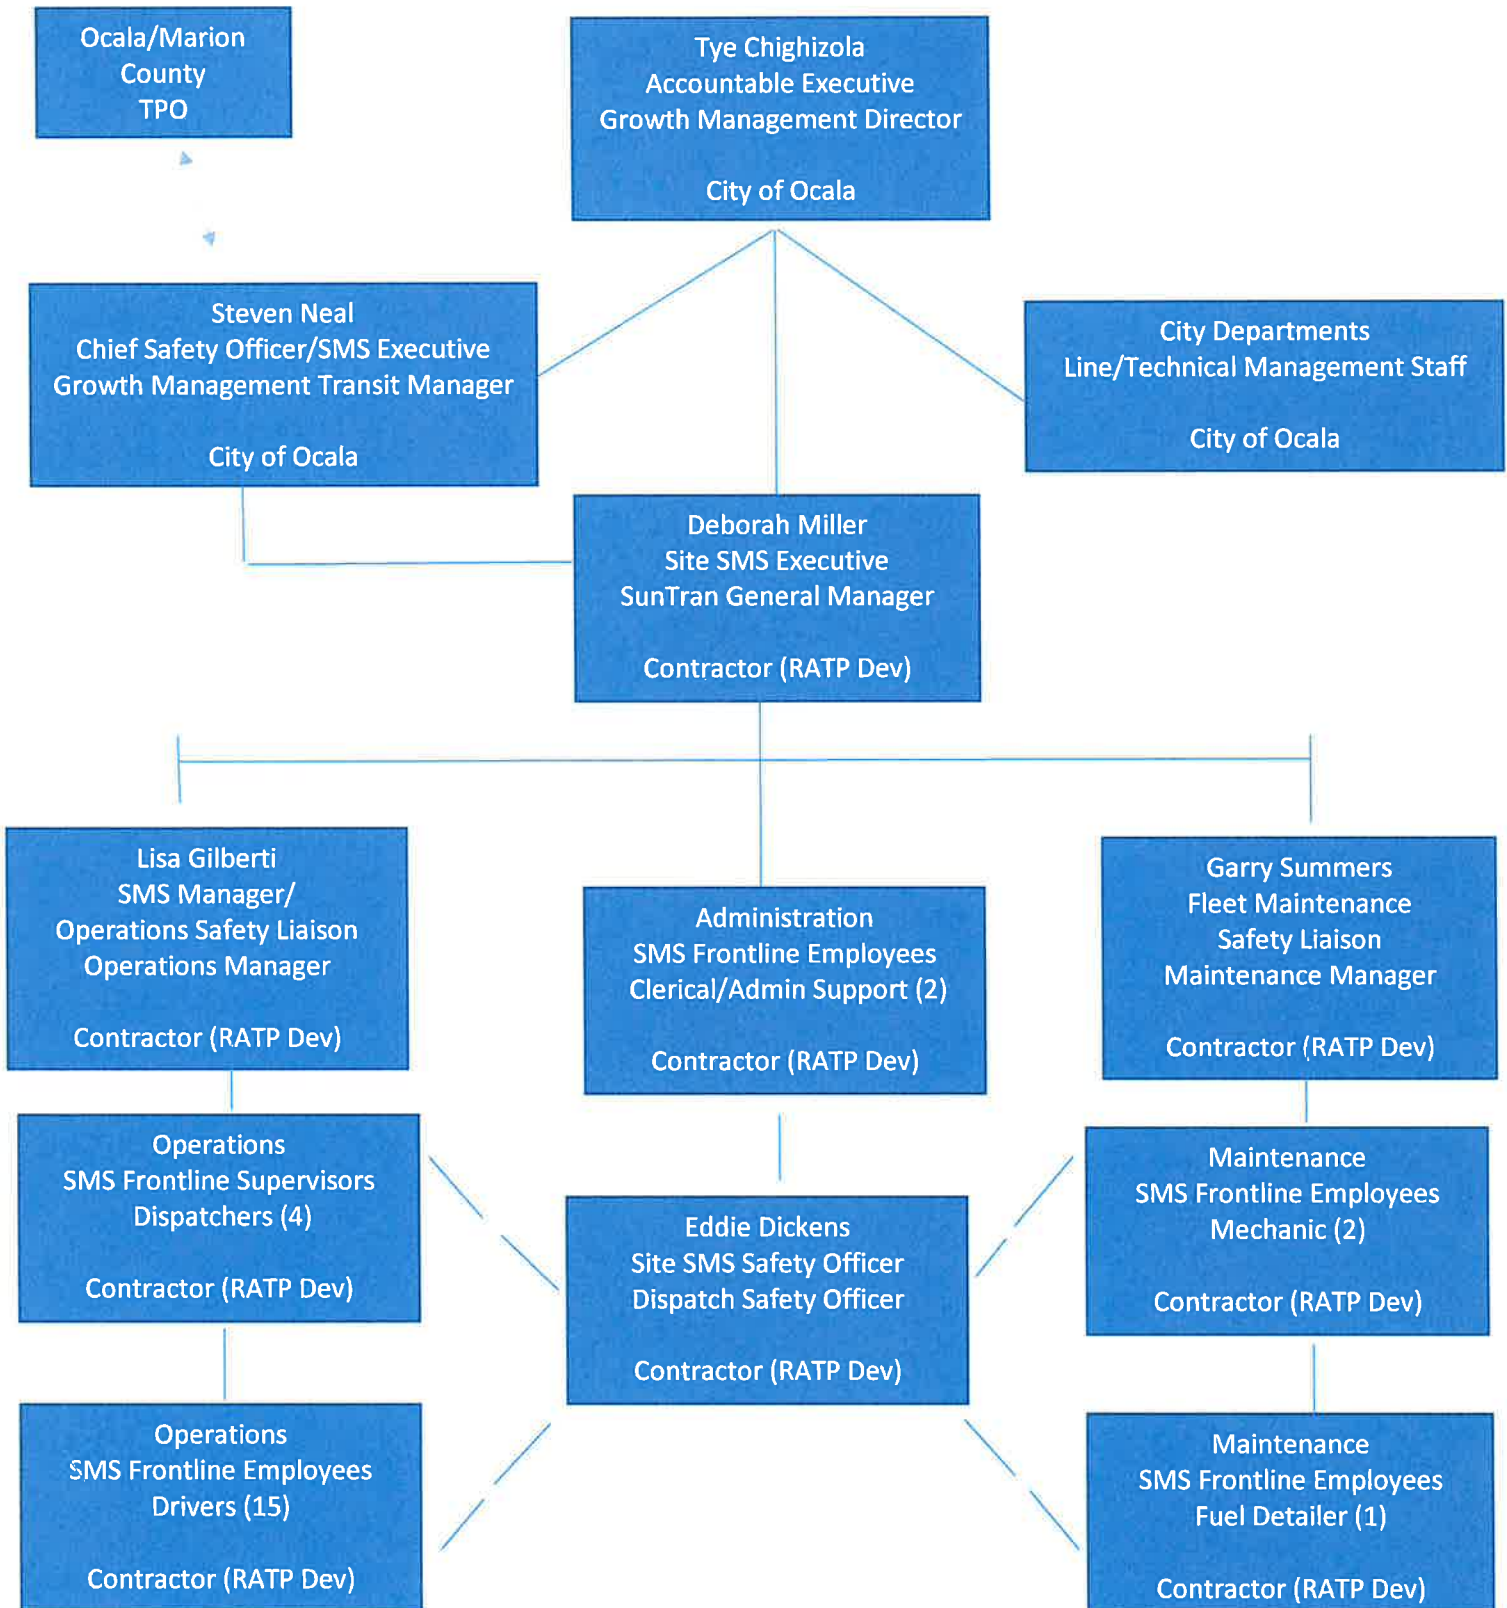 Ocala/Marion
County
TPO
Tye Chighizola
Accountable Executive
Growth Management Director
City of Ocala
Steven Neal
Chief Safety Officer/SMS Executive
Growth Management Transit Manager
City of Ocala
City Departments
Line/Technical Management Staff
City of Ocala
Deborah Miller
Site SMS Executive
SunTran General Manager
Contractor (RATP Dev)
Lisa Gilberti
SMS Manager/
Operations Safety Liaison
Operations Manager
Contractor (RATP Dev)
Administration
SMS Frontline Employees
Clerical/Admin Support (2)
Contractor (RATP Dev)
Garry Summers
Fleet Maintenance
Safety Liaison
Maintenance Manager
Contractor (RATP Dev)
Operations
SMS Frontline Supervisors
Dispatchers (4)
Contractor (RATP Dev)
Eddie Dickens
Site SMS Safety Officer
Dispatch Safety Officer
Contractor (RATP Dev)
Maintenance
SMS Frontline Employees
Mechanic (2)
Contractor (RATP Dev)
Operations
SMS Frontline Employees
Drivers (15)
Contractor (RATP Dev)
Maintenance
SMS Frontline Employees
Fuel Detailer (1)
Contractor (RATP Dev)